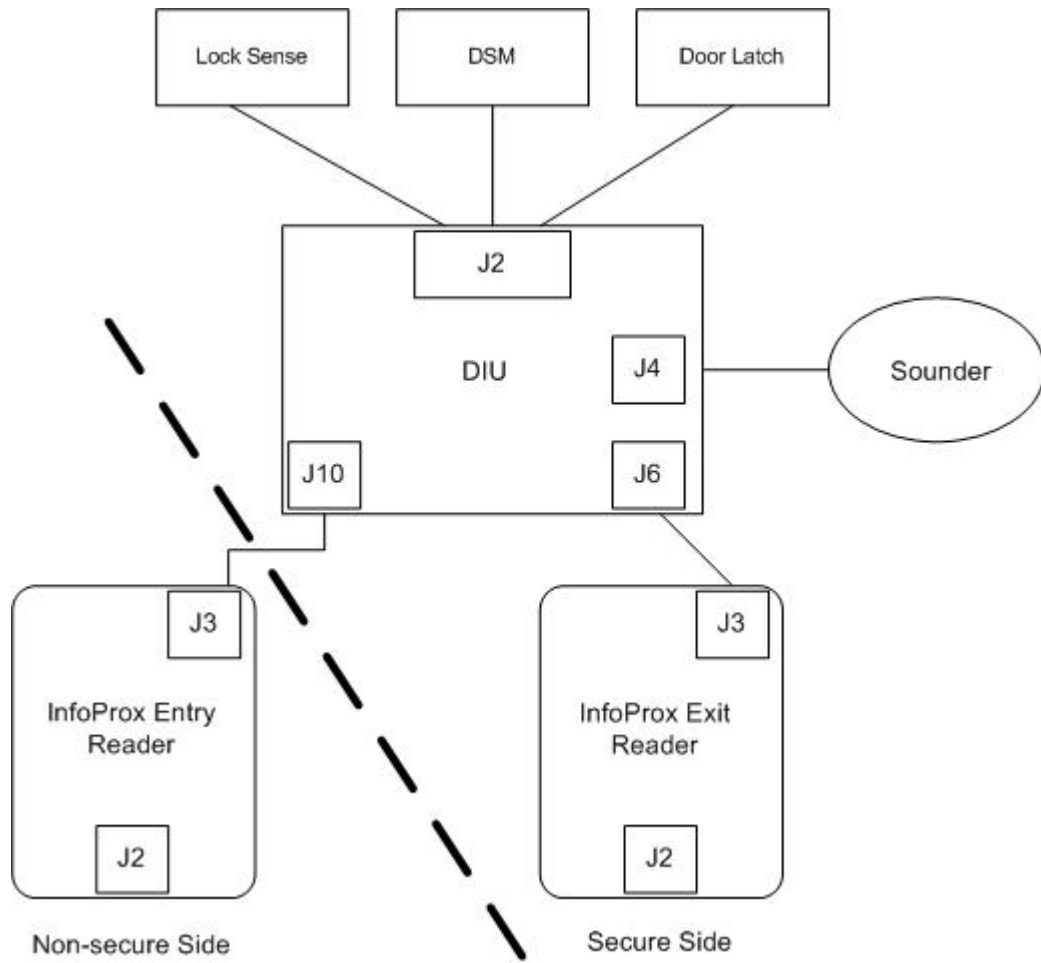 Lock Sense
DSM
Door Latch
J2
DIU
J4
Sounder
J10
J6
J3
J3
InfoProx Entry
Reader
InfoProx Exit
Reader
J2
J2
Non-secure Side
Secure Side